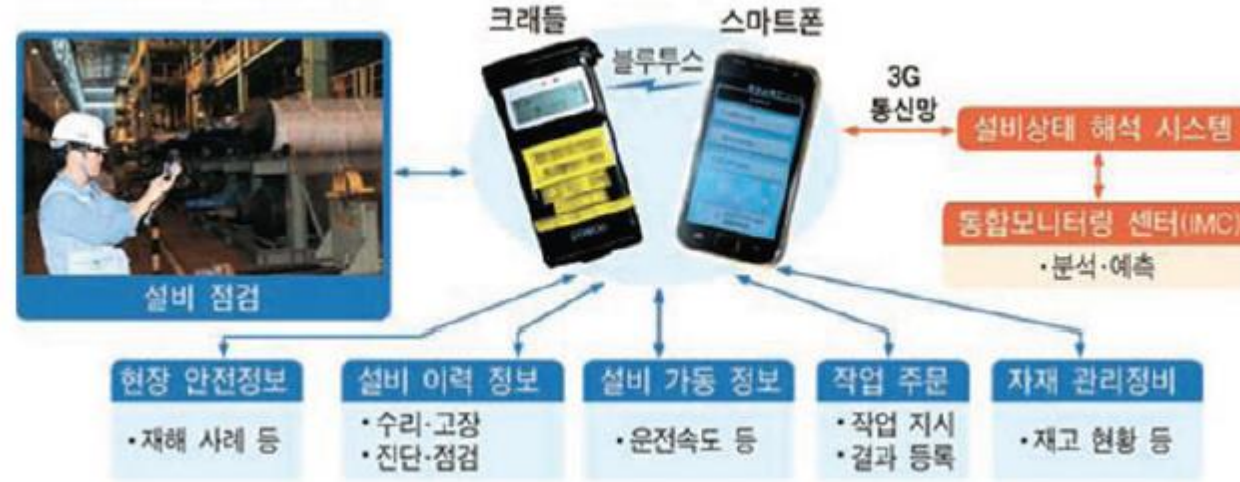 크래들
스마트폰
블루투스
3G
통신망
설비 점검
설비상태 해석 시스템
통합모니터링 센터(IMC)
•분석·예측
현장 안전정보
•재해 사례 등
설비 이력 정보
•수리·고장
•진단·점검
설비 가동 정보
•운전속도 등
작업 주문
•작업 지시
•결과 등록
자재 관리정비
•재고 현황 등